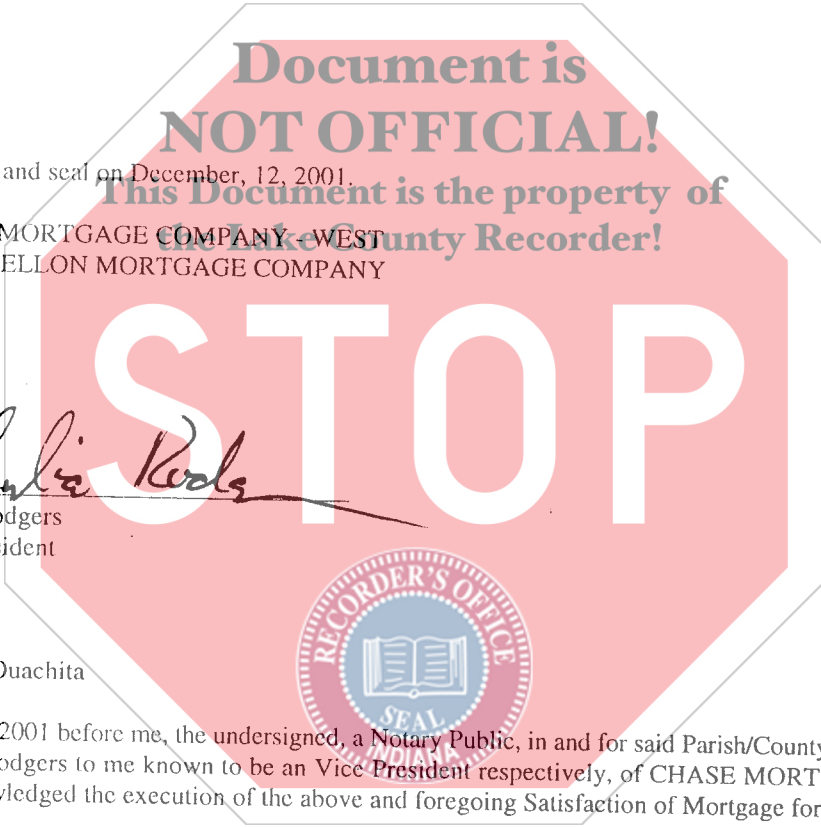 Document is
NOT OFFICIAL!
and seal on December, 12, 2001.
This Document is the property of
the Lake County Recorder!
MORTGAGE COMPANY - WEST
ELLON MORTGAGE COMPANY
STOP
odgers
sident
RECORDER'S OFFICE
SEAL
INDIANA
Ouachita
2001 before me, the undersigned, a Notary Public, in and for said Parish/County
odgers to me known to be an Vice President respectively, of CHASE MORT
vledged the execution of the above and foregoing Satisfaction of Mortgage for